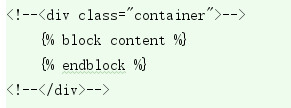 <!--<div class="container">-->
    {% block content %}
    {% endblock %}
<!--</div>-->